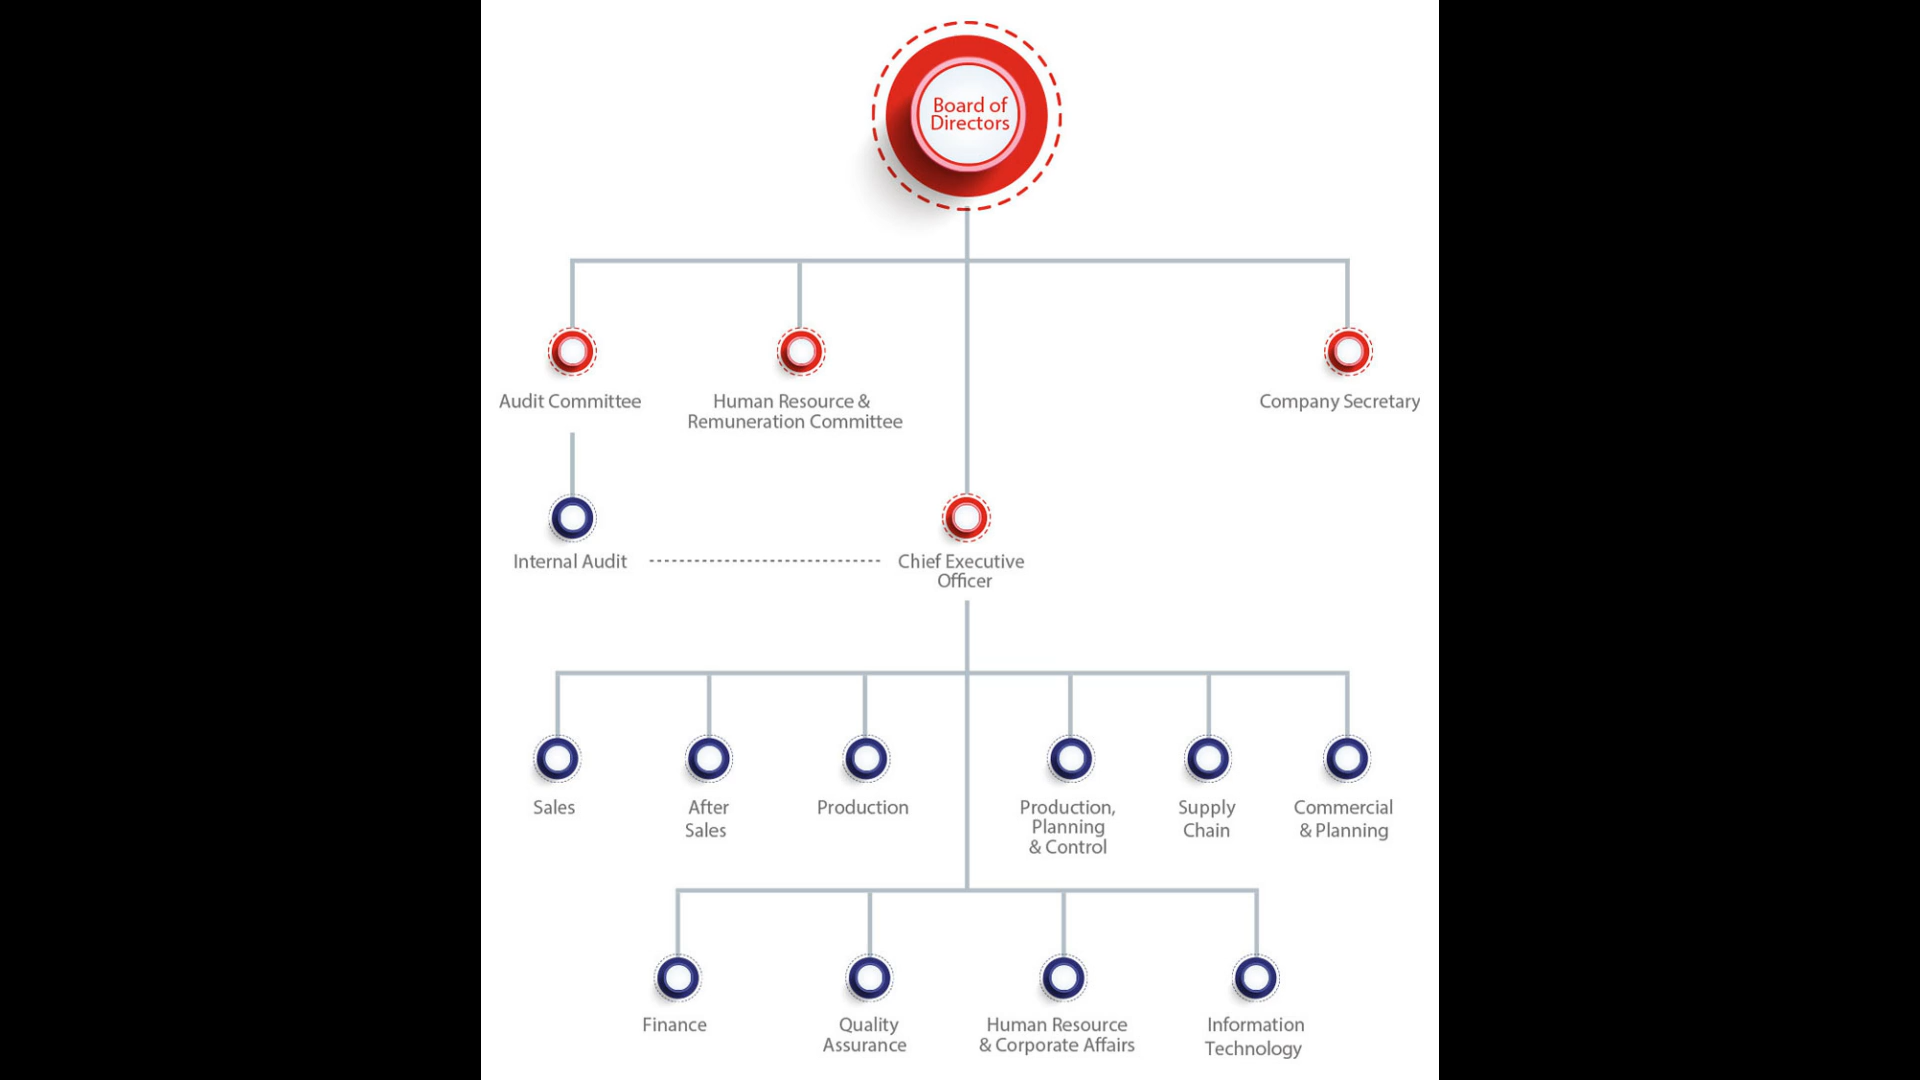 Board of
Directors
Audit Committee
Human Resource &
Remuneration Committee
Company Secretary
Internal Audit
Chief Executive
Officer
Sales
After
Sales
Production
Production,
Planning
& Control
Supply
Chain
Commercial
& Planning
Finance
Quality
Assurance
Human Resource
& Corporate Affairs
Information
Technology